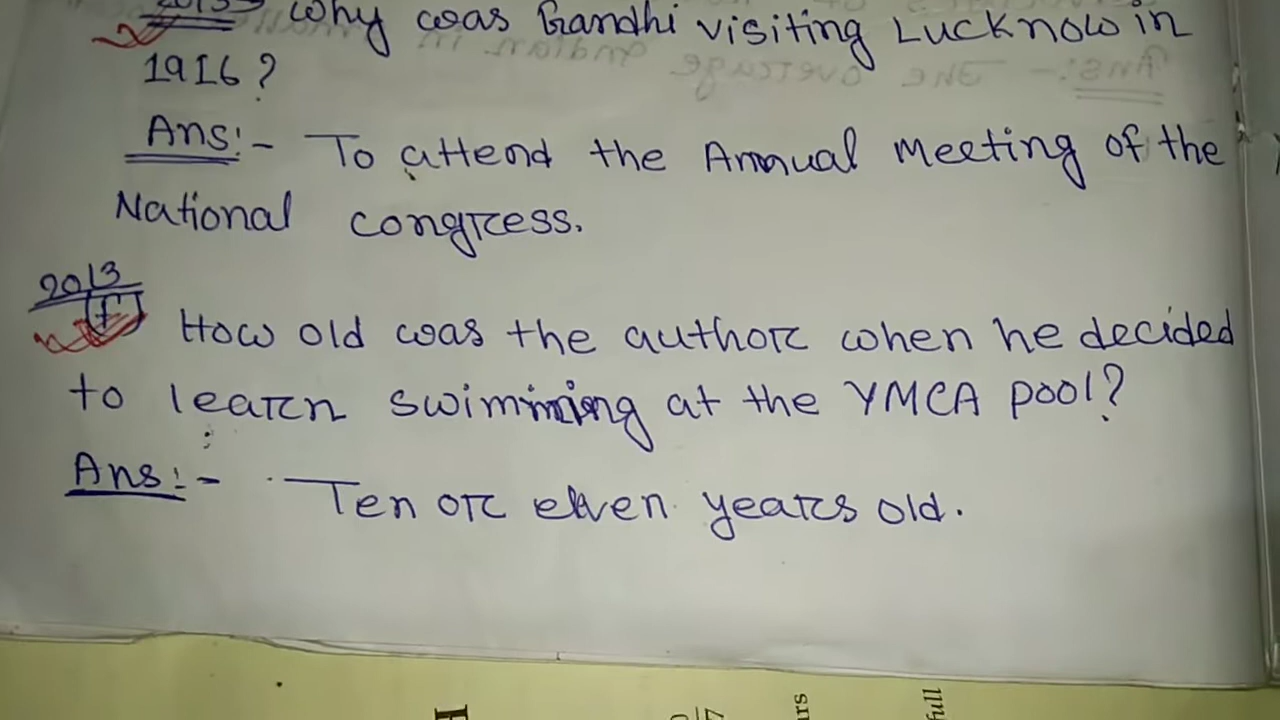 2013 Why was Gandhi visiting Lucknow in
1916?
Ans:- To attend the Annual Meeting of the
National congress.
2013
f How old was the author when he decided
to learn swimming at the YMCA pool?
Ans:- Ten or eleven years old.